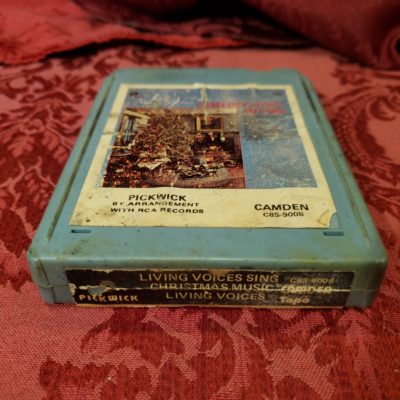 PICKWICK
BY ARRANGEMENT
WITH RCA RECORDS
CAMDEN
C8S-9008
LIVING VOICES SING C8S-9008
CHRISTMAS MUSIC CAMDEN
PICKWICK LIVING VOICES Tape